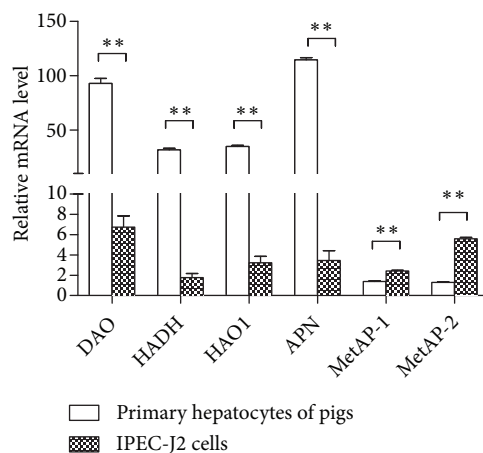 150
100
50
10
8
6
4
2
0
Relative mRNA level
**
**
**
**
**
**
DAO
HADH
HAO1
APN
MetAP-1
MetAP-2
Primary hepatocytes of pigs
IPEC-J2 cells